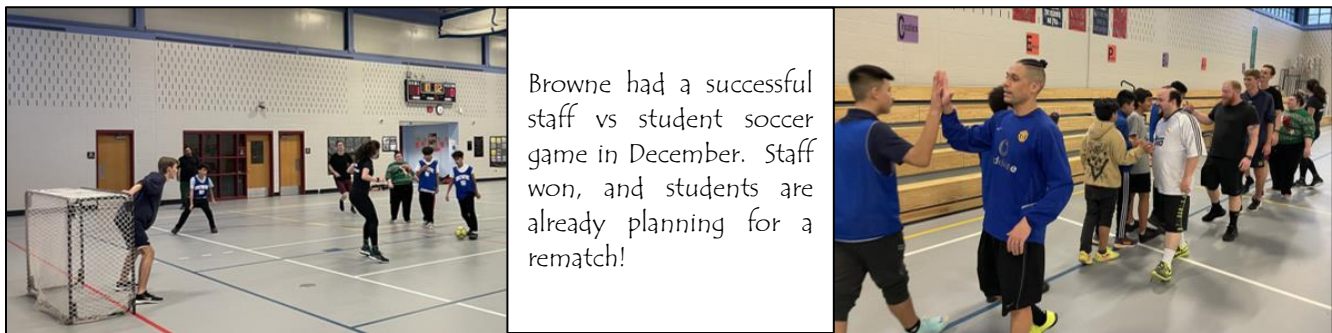 Browne had a successful
staff vs student soccer
game in December. Staff
won, and students are
already planning for a
rematch!